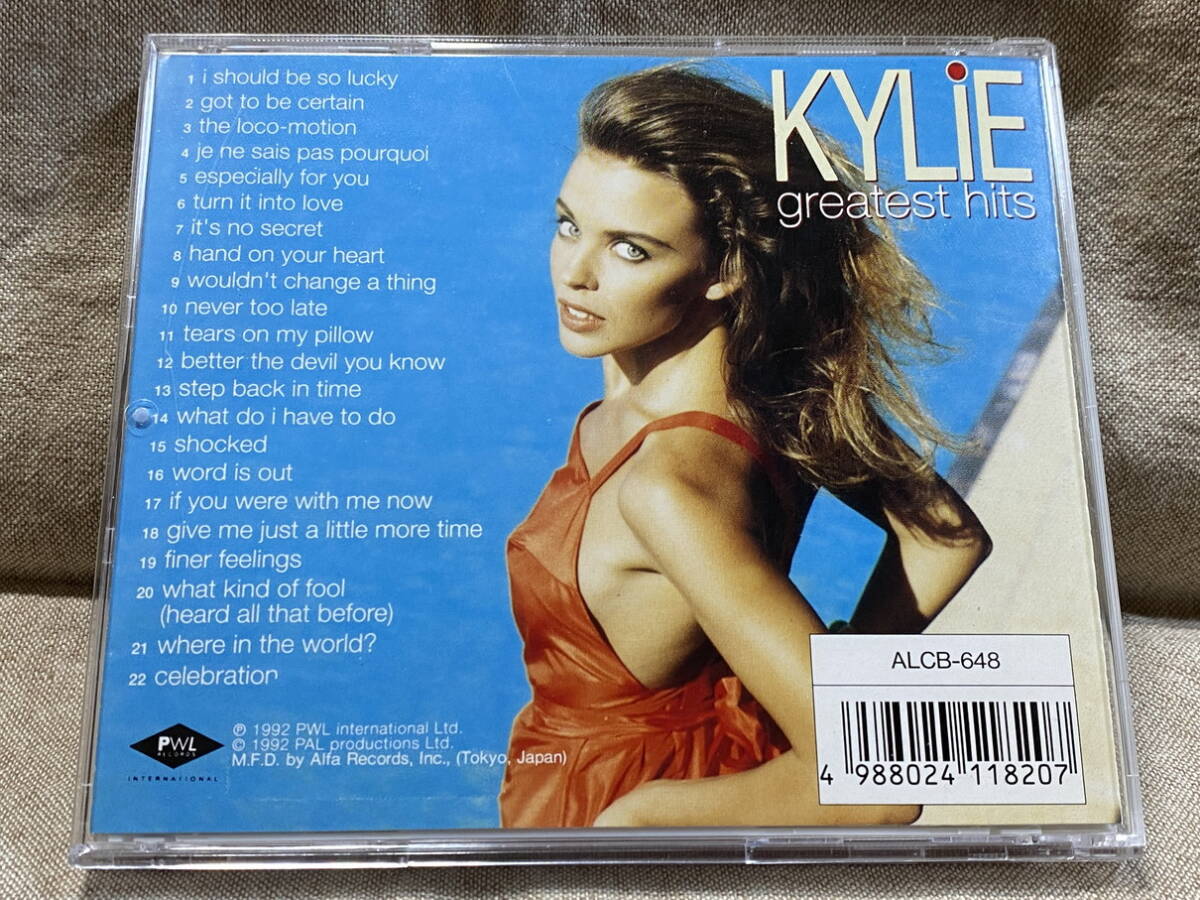 1 i should be so lucky
2 got to be certain
3 the loco-motion
4 je ne sais pas pourquoi
5 especially for you
6 turn it into love
7 it's no secret
8 hand on your heart
9 wouldn't change a thing
10 never too late
11 tears on my pillow
12 better the devil you know
13 step back in time
14 what do i have to do
15 shocked
16 word is out
17 if you were with me now
18 give me just a little more time
19 finer feelings
20 what kind of fool
(heard all that before)
21 where in the world?
22 celebration
KYLiE
greatest hits
PWL
RECORDS
INTERNATIONAL
℗ 1992 PWL international Ltd.
© 1992 PAL productions Ltd.
M.F.D. by Alfa Records, Inc., (Tokyo, Japan)
ALCB-648
4 988024 118207